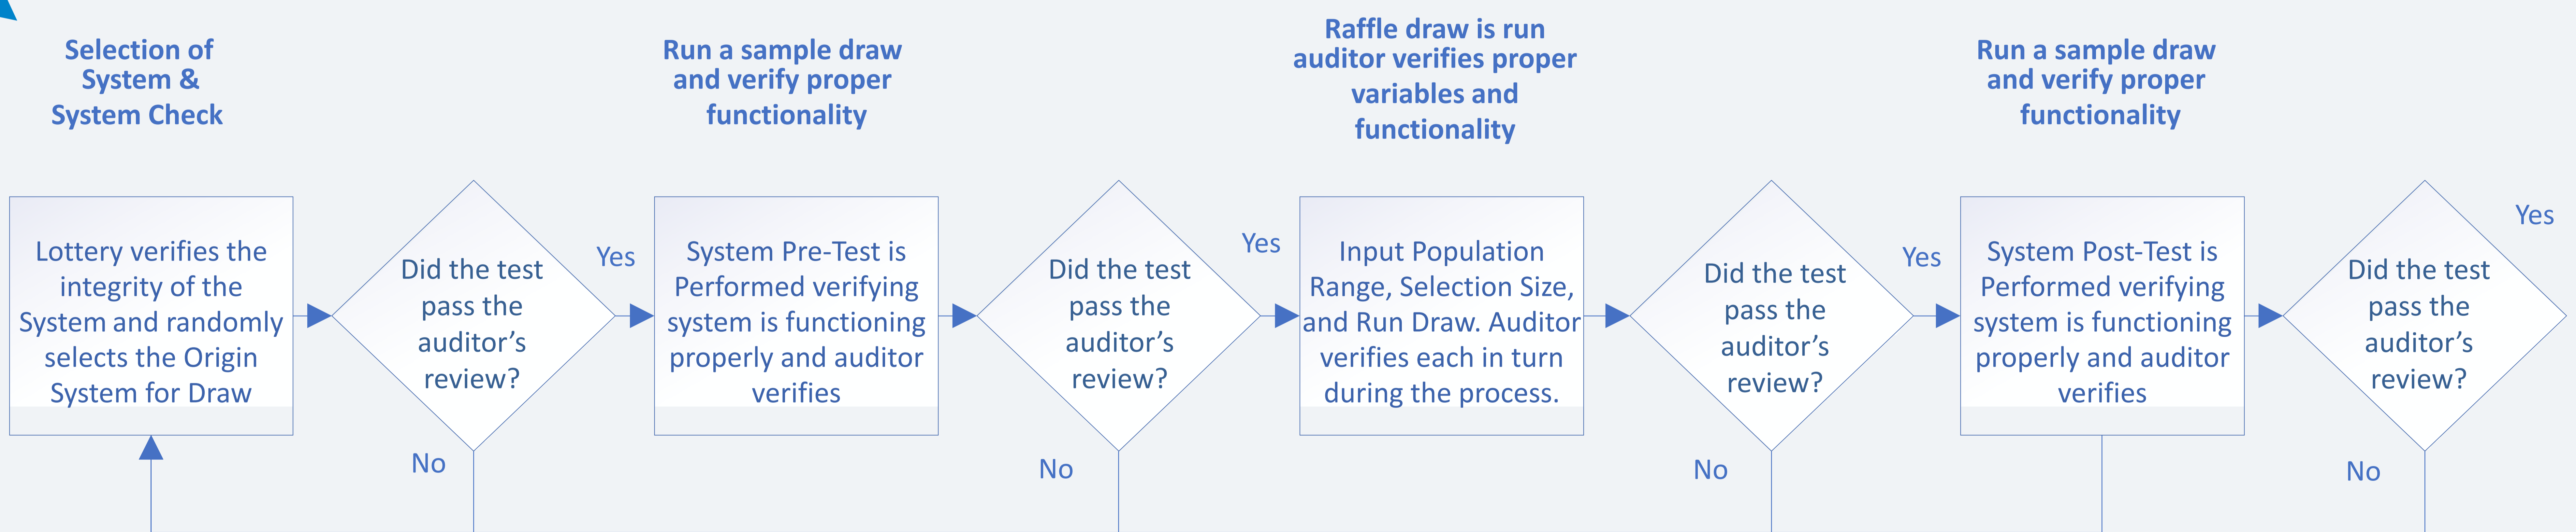 Selection of
System &
System Check
Run a sample draw
and verify proper
functionality
Raffle draw is run
auditor verifies proper
variables and
functionality
Run a sample draw
and verify proper
functionality
Lottery verifies the
integrity of the
System and randomly
selects the Origin
System for Draw
Did the test
pass the
auditor’s
review?
Yes
No
System Pre-Test is
Performed verifying
system is functioning
properly and auditor
verifies
Did the test
pass the
auditor’s
review?
Yes
No
Input Population
Range, Selection Size,
and Run Draw. Auditor
verifies each in turn
during the process.
Did the test
pass the
auditor’s
review?
Yes
No
System Post-Test is
Performed verifying
system is functioning
properly and auditor
verifies
Did the test
pass the
auditor’s
review?
Yes
No